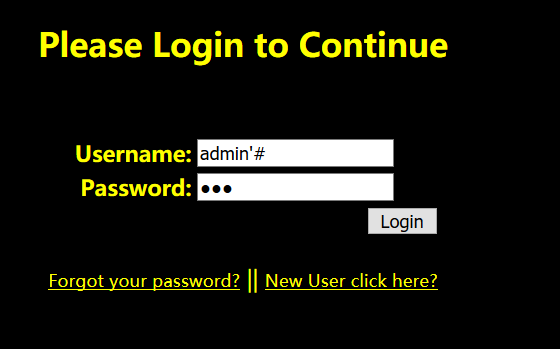 Please Login to Continue
Username: admin'#
Password: ●●●
Login
Forgot your password? || New User click here?